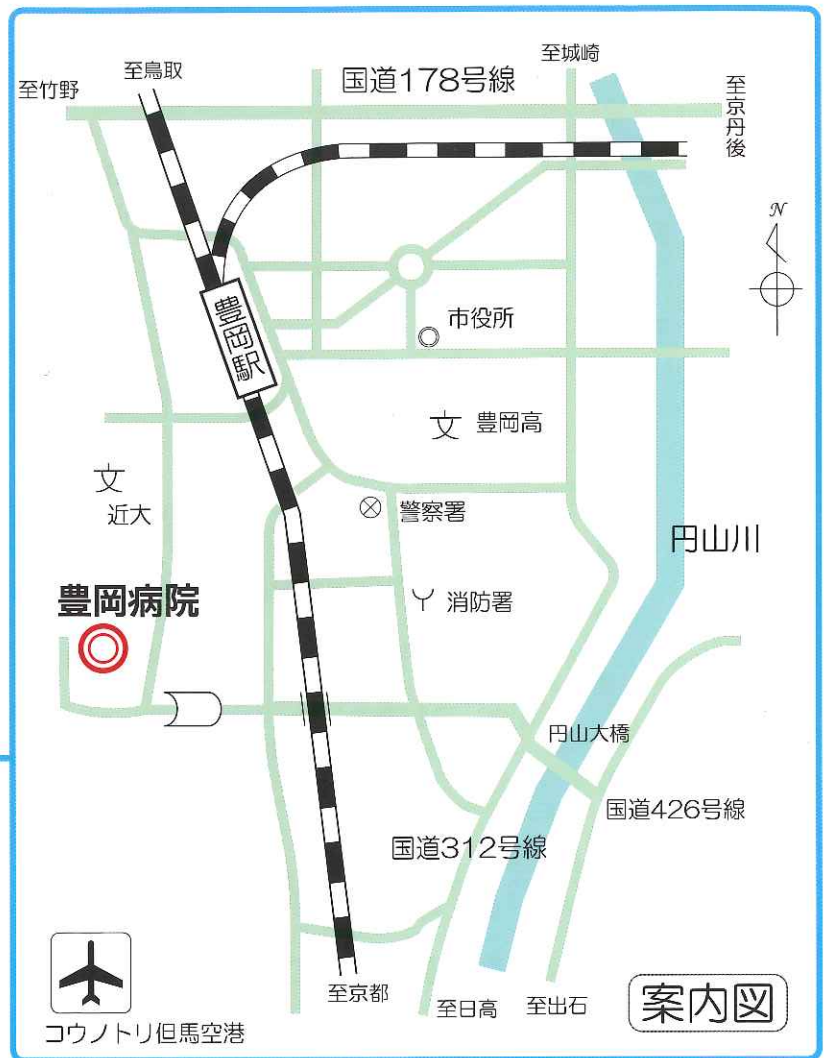 至鳥取
国道178号線
至城崎
至竹野
至京丹後
N
豊岡駅
市役所
豊岡高
近大
警察署
円山川
豊岡病院
消防署
円山大橋
国道426号線
国道312号線
コウノトリ但馬空港
至京都
至日高
至出石
案内図